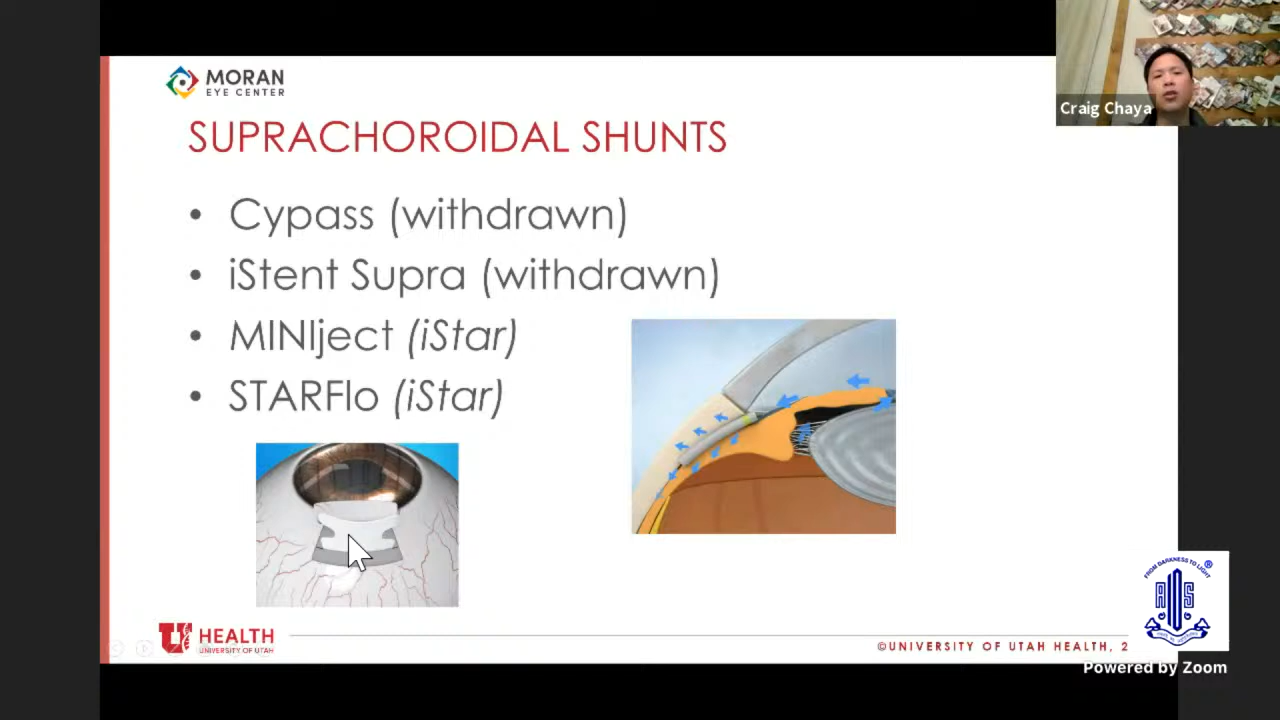 MORAN
EYE CENTER
Craig Chaya
SUPRACHOROIDAL SHUNTS
• Cypass (withdrawn)
• iStent Supra (withdrawn)
• MINIject (iStar)
• STARFlo (iStar)
FROM DARKNESS TO LIGHT
®
U HEALTH
UNIVERSITY OF UTAH
©UNIVERSITY OF UTAH HEALTH, 2
Powered by Zoom